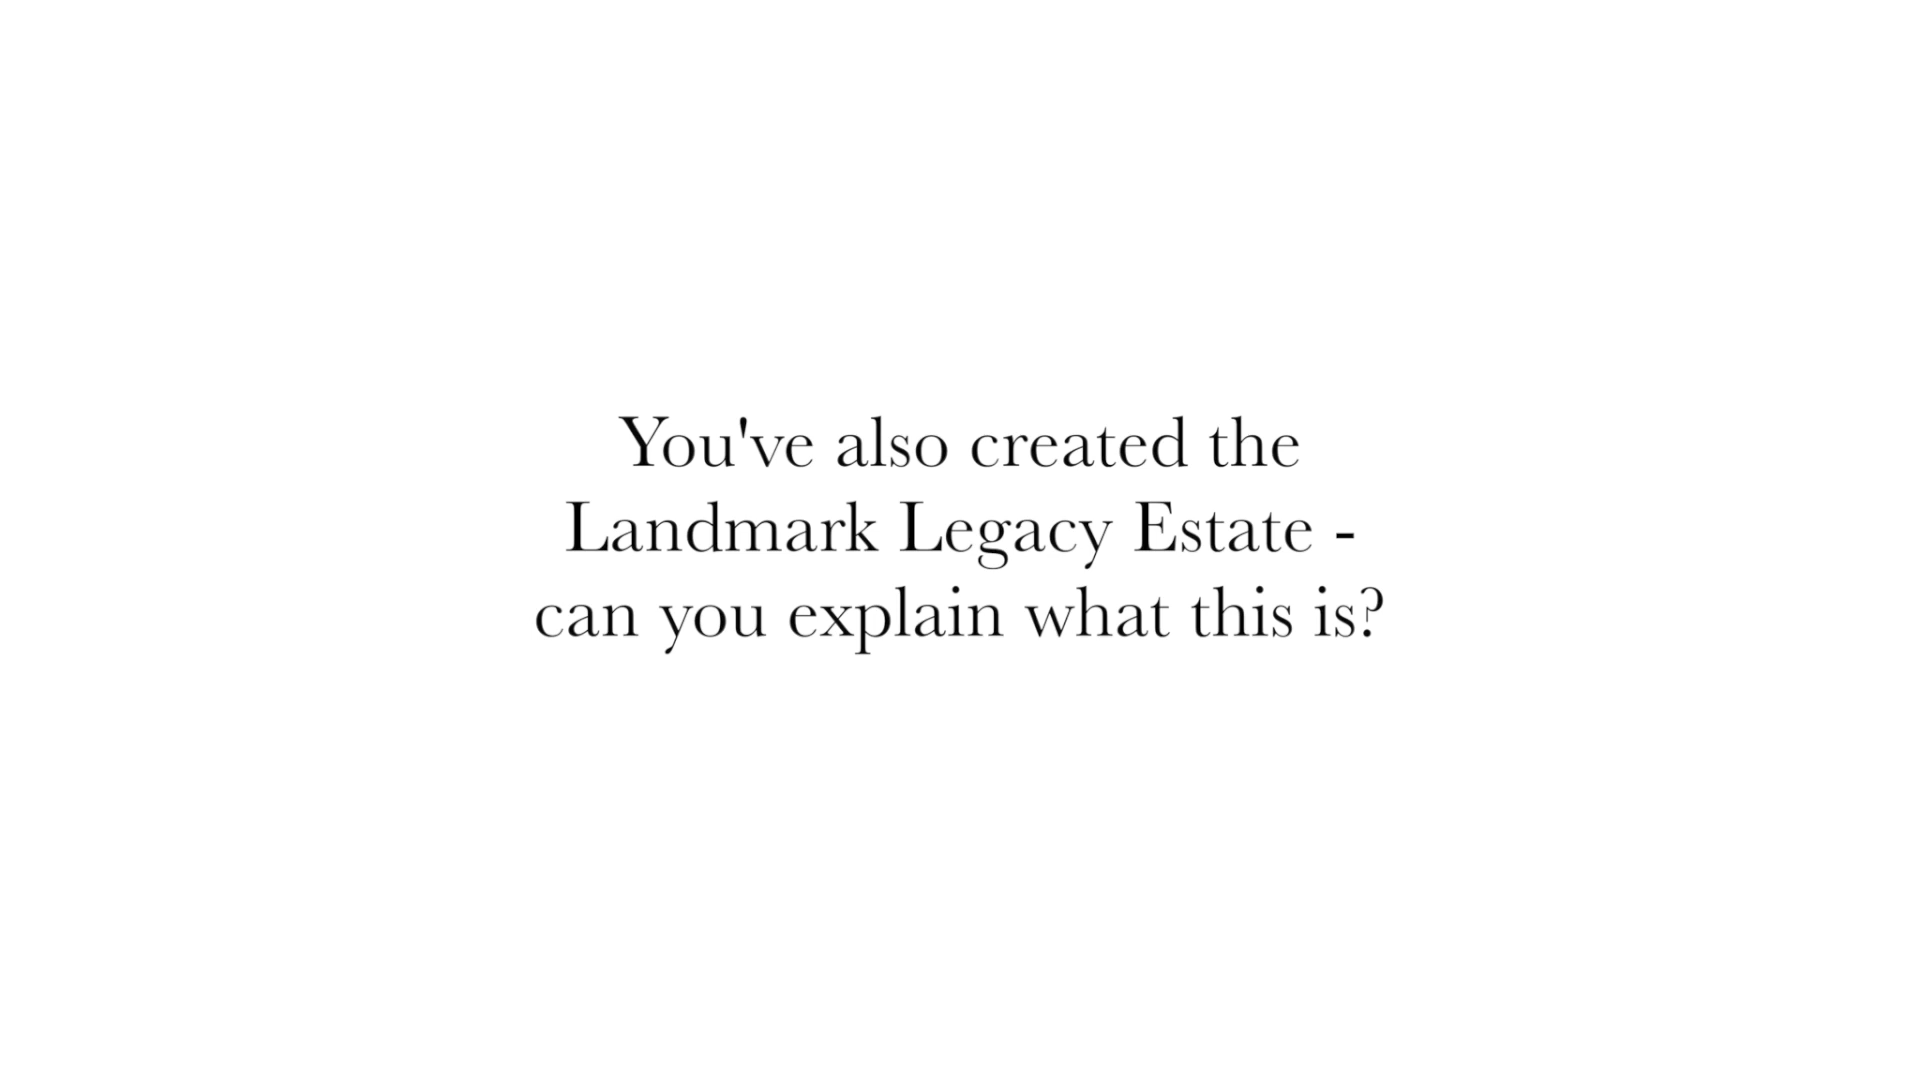 You've also created the
Landmark Legacy Estate -
can you explain what this is?